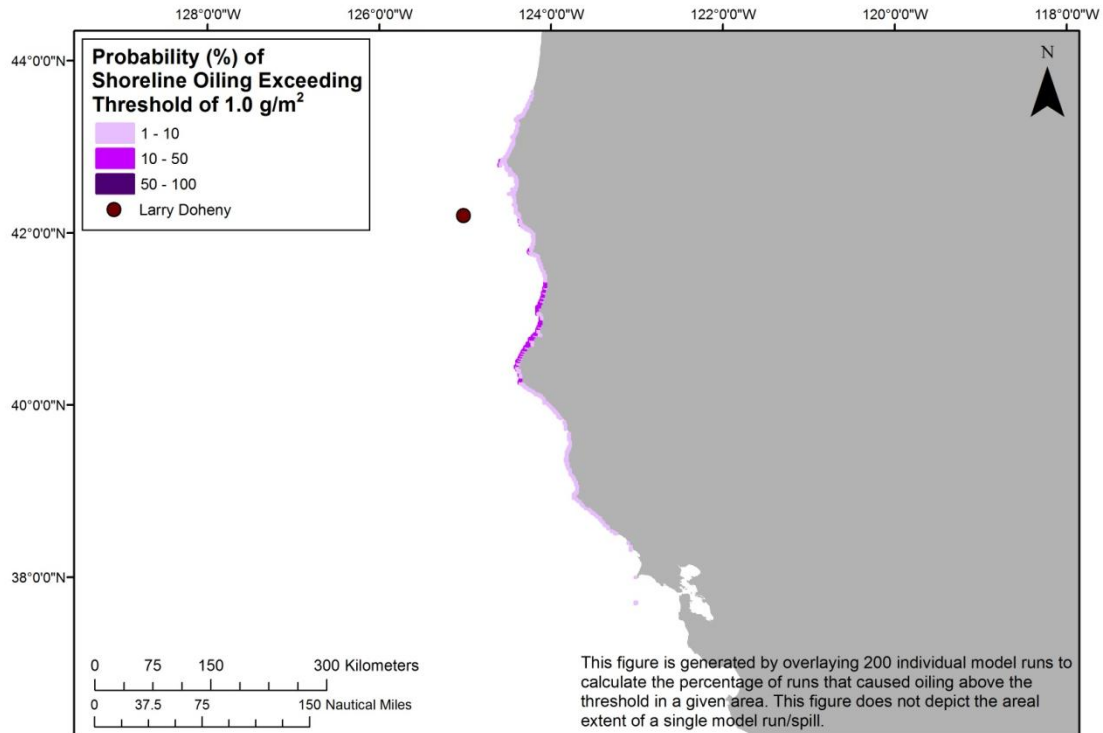 128°0'0"W 126°0'0"W 124°0'0"W 122°0'0"W 120°0'0"W 118°0'0"W
44°0'0"N
Probability (%) of
Shoreline Oiling Exceeding
Threshold of 1.0 g/m²
1 - 10
10 - 50
50 - 100
Larry Doheny
N
42°0'0"N
40°0'0"N
38°0'0"N
0 75 150 300 Kilometers
0 37.5 75 150 Nautical Miles
This figure is generated by overlaying 200 individual model runs to
calculate the percentage of runs that caused oiling above the
threshold in a given area. This figure does not depict the areal
extent of a single model run/spill.